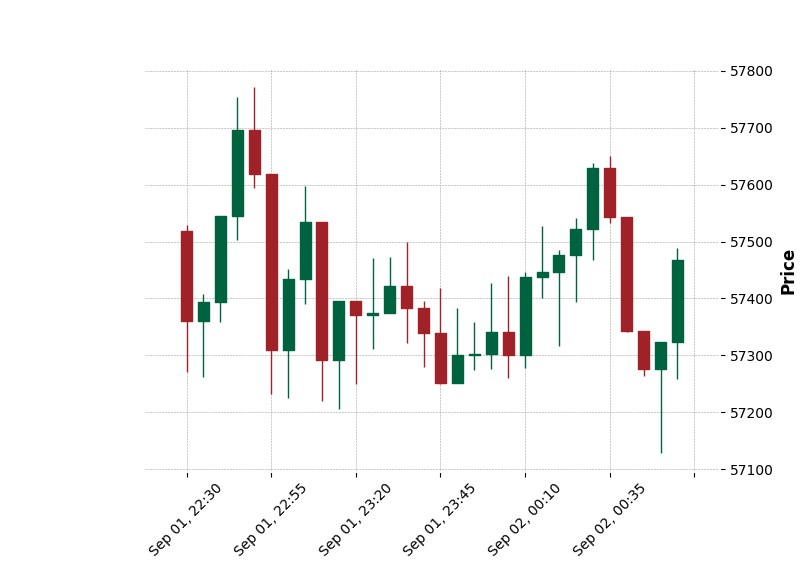 57800
57700
57600
57500
57400
57300
57200
57100
Price
Sep 01, 22:30
Sep 01, 22:55
Sep 01, 23:20
Sep 01, 23:45
Sep 02, 00:10
Sep 02, 00:35